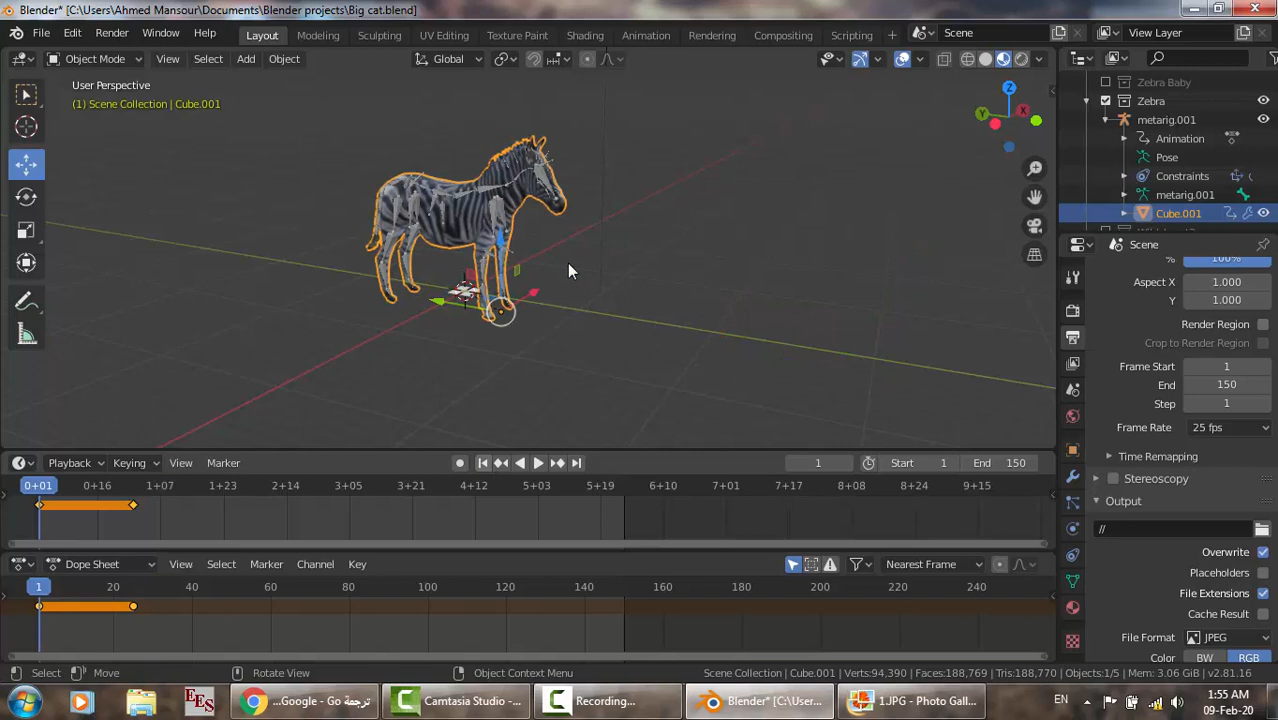 Blender* [C:\Users\Ahmed Mansour\Documents\Blender projects\Big cat.blend]
File Edit Render Window Help Layout Modeling Sculpting UV Editing Texture Paint Shading Animation Rendering Compositing Scripting + Scene View Layer
Object Mode View Select Add Object Global
User Perspective
(1) Scene Collection | Cube.001
Z
Y
X
Zebra Baby
Zebra
metarig.001
Animation
Pose
Constraints
metarig.001
Cube.001
Scene
% 100%
Aspect X 1.000
Y 1.000
Render Region
Crop to Render Region
Frame Start 1
End 150
Step 1
Frame Rate 25 fps
Time Remapping
Stereoscopy
Output
//
Overwrite
Placeholders
File Extensions
Cache Result
File Format JPEG
Color BW RGB
Playback Keying View Marker 1 Start 1 End 150
0+01 0+16 1+07 1+23 2+14 3+05 3+21 4+12 5+03 5+19 6+10 7+01 7+17 8+08 8+24 9+15
Dope Sheet View Select Marker Channel Key Nearest Frame
1 20 40 60 80 100 120 140 160 180 200 220 240
Select Move Rotate View Object Context Menu Scene Collection | Cube.001 | Verts:94,390 | Faces:188,769 | Tris:188,770 | Objects:1/5 | Mem: 3.06 GiB | v2.81.16
EES ...Google - Go ترجمة Camtasia Studio - ... Recording... Blender* [C:\User... 1.JPG - Photo Gall... EN 1:55 AM
09-Feb-20